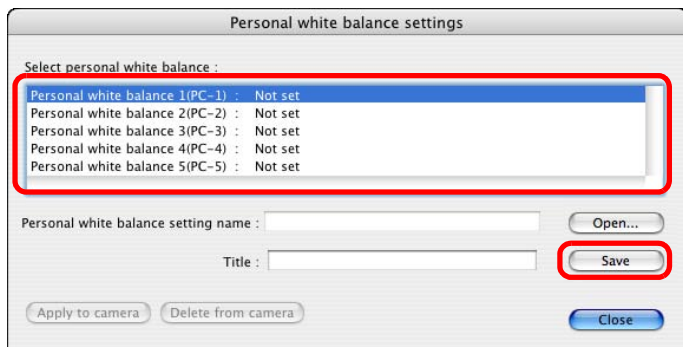 Personal white balance settings
Select personal white balance :
Personal white balance 1(PC-1) : Not set
Personal white balance 2(PC-2) : Not set
Personal white balance 3(PC-3) : Not set
Personal white balance 4(PC-4) : Not set
Personal white balance 5(PC-5) : Not set
Personal white balance setting name : Open...
Title : Save
Apply to camera Delete from camera Close